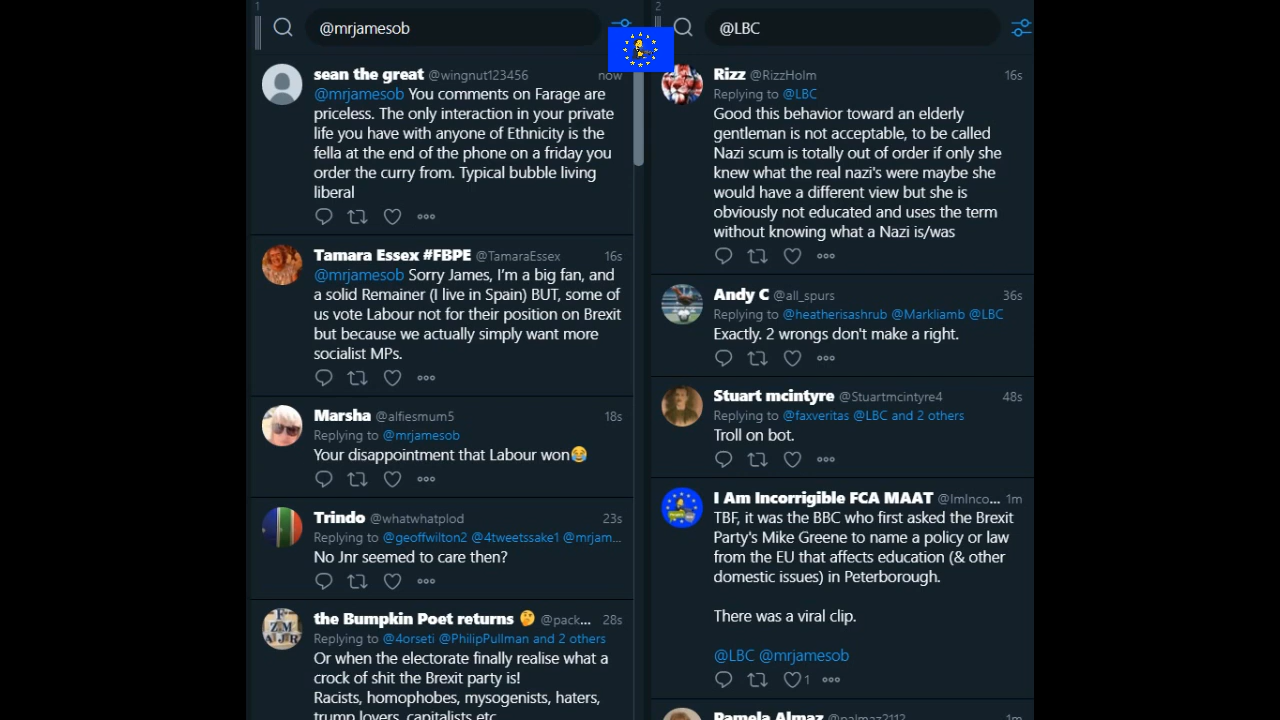 1
@mrjamesob
sean the great @wingnut123456 now
@mrjamesob You comments on Farage are
priceless. The only interaction in your private
life you have with anyone of Ethnicity is the
fella at the end of the phone on a friday you
order the curry from. Typical bubble living
liberal
Tamara Essex #FBPE @TamaraEssex 16s
@mrjamesob Sorry James, I'm a big fan, and
a solid Remainer (I live in Spain) BUT, some of
us vote Labour not for their position on Brexit
but because we actually simply want more
socialist MPs.
Marsha @alfiesmum5 18s
Replying to @mrjamesob
Your disappointment that Labour won😂
Trindo @whatwhatplod 23s
Replying to @geoffwilton2 @4tweetssake1 @mrjam...
No Jnr seemed to care then?
the Bumpkin Poet returns 🤔 @pack... 28s
Replying to @4orseti @PhilipPullman and 2 others
Or when the electorate finally realise what a
crock of shit the Brexit party is!
Racists, homophobes, mysogenists, haters,
trump lovers, capitalists etc
2
@LBC
Rizz @RizzHolm 16s
Replying to @LBC
Good this behavior toward an elderly
gentleman is not acceptable, to be called
Nazi scum is totally out of order if only she
knew what the real nazi's were maybe she
would have a different view but she is
obviously not educated and uses the term
without knowing what a Nazi is/was
Andy C @all_spurs 36s
Replying to @heatherisashrub @Markliamb @LBC
Exactly. 2 wrongs don't make a right.
Stuart mcintyre @Stuartmcintyre4 48s
Replying to @faxveritas @LBC and 2 others
Troll on bot.
I Am Incorrigible FCA MAAT @ImInco... 1m
TBF, it was the BBC who first asked the Brexit
Party's Mike Greene to name a policy or law
from the EU that affects education (& other
domestic issues) in Peterborough.
There was a viral clip.
@LBC @mrjamesob
1
Pamela Almaz @palmaz2112 1m